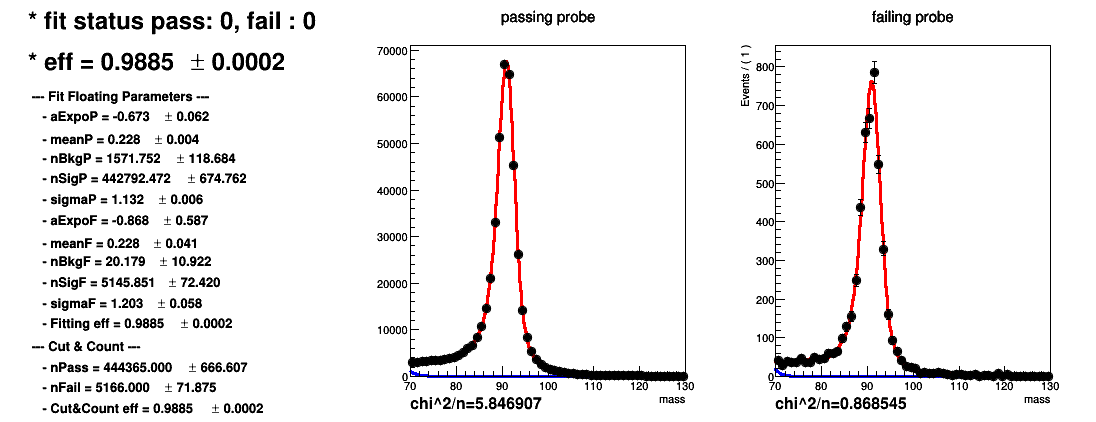 * fit status pass: 0, fail : 0
* eff = 0.9885 ± 0.0002
--- Fit Floating Parameters ---
- aExpoP = -0.673 ± 0.062
- meanP = 0.228 ± 0.004
- nBkgP = 1571.752 ± 118.684
- nSigP = 442792.472 ± 674.762
- sigmaP = 1.132 ± 0.006
- aExpoF = -0.868 ± 0.587
- meanF = 0.228 ± 0.041
- nBkgF = 20.179 ± 10.922
- nSigF = 5145.851 ± 72.420
- sigmaF = 1.203 ± 0.058
- Fitting eff = 0.9885 ± 0.0002
--- Cut & Count ---
- nPass = 444365.000 ± 666.607
- nFail = 5166.000 ± 71.875
- Cut&Count eff = 0.9885 ± 0.0002
passing probe
70000
60000
50000
40000
30000
20000
10000
0
70 80 90 100 110 120 130
mass
chi^2/n=5.846907
failing probe
Events / ( 1 )
800
700
600
500
400
300
200
100
0
70 80 90 100 110 120 130
mass
chi^2/n=0.868545